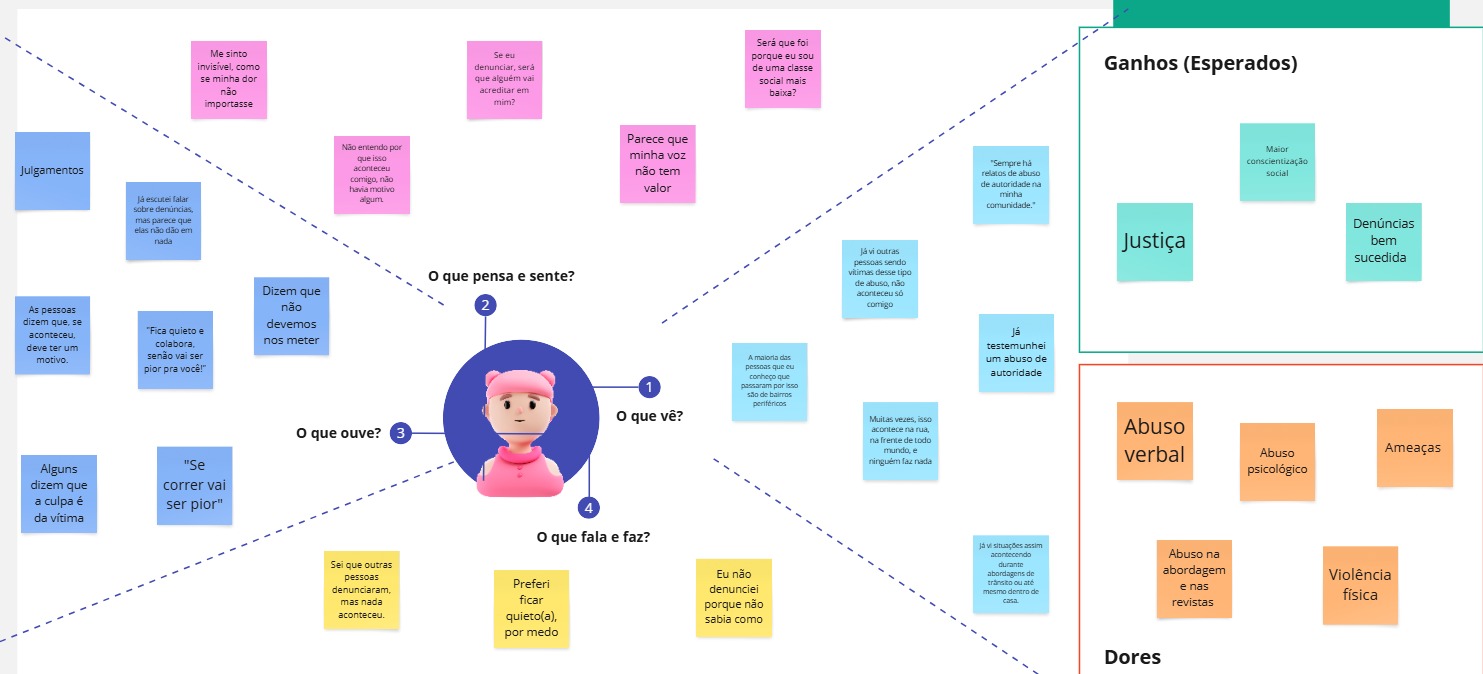 Me sinto
invisível, como
se minha dor
não
importasse
Se eu
denunciar, será
que alguém vai
acreditar em
mim?
Será que foi
porque eu sou
de uma classe
social mais
baixa?
Não entendo por
que isso
aconteceu
comigo, não
havia motivo
algum.
Parece que
minha voz
não tem
valor
O que pensa e sente?
2
Julgamentos
Já escutei falar
sobre denúncias,
mas parece que
elas não dão em
nada
Dizem que
não
devemos
nos meter
As pessoas
dizem que, se
aconteceu,
deve ter um
motivo.
"Fica quieto e
colabora,
senão vai ser
pior pra você!"
Alguns
dizem que
a culpa é
da vítima
"Se
correr vai
ser pior"
O que ouve?
3
1
O que vê?
"Sempre há
relatos de abuso
de autoridade na
minha
comunidade."
Já vi outras
pessoas sendo
vítimas desse tipo
de abuso, não
aconteceu só
comigo
Já
testemunhei
um abuso de
autoridade
A maioria das
pessoas que eu
conheço que
passaram por isso
são de bairros
periféricos
Muitas vezes, isso
acontece na rua,
na frente de todo
mundo, e
ninguém faz nada
Já vi situações assim
acontecendo
durante
abordagens de
trânsito ou até
mesmo dentro de
casa.
4
O que fala e faz?
Sei que outras
pessoas
denunciaram,
mas nada
aconteceu.
Preferi
ficar
quieto(a),
por medo
Eu não
denunciei
porque não
sabia como
Ganhos (Esperados)
Maior
conscientização
social
Justiça
Denúncias
bem
sucedida
Abuso
verbal
Abuso
psicológico
Ameaças
Abuso na
abordagem
e nas
revistas
Violência
física
Dores